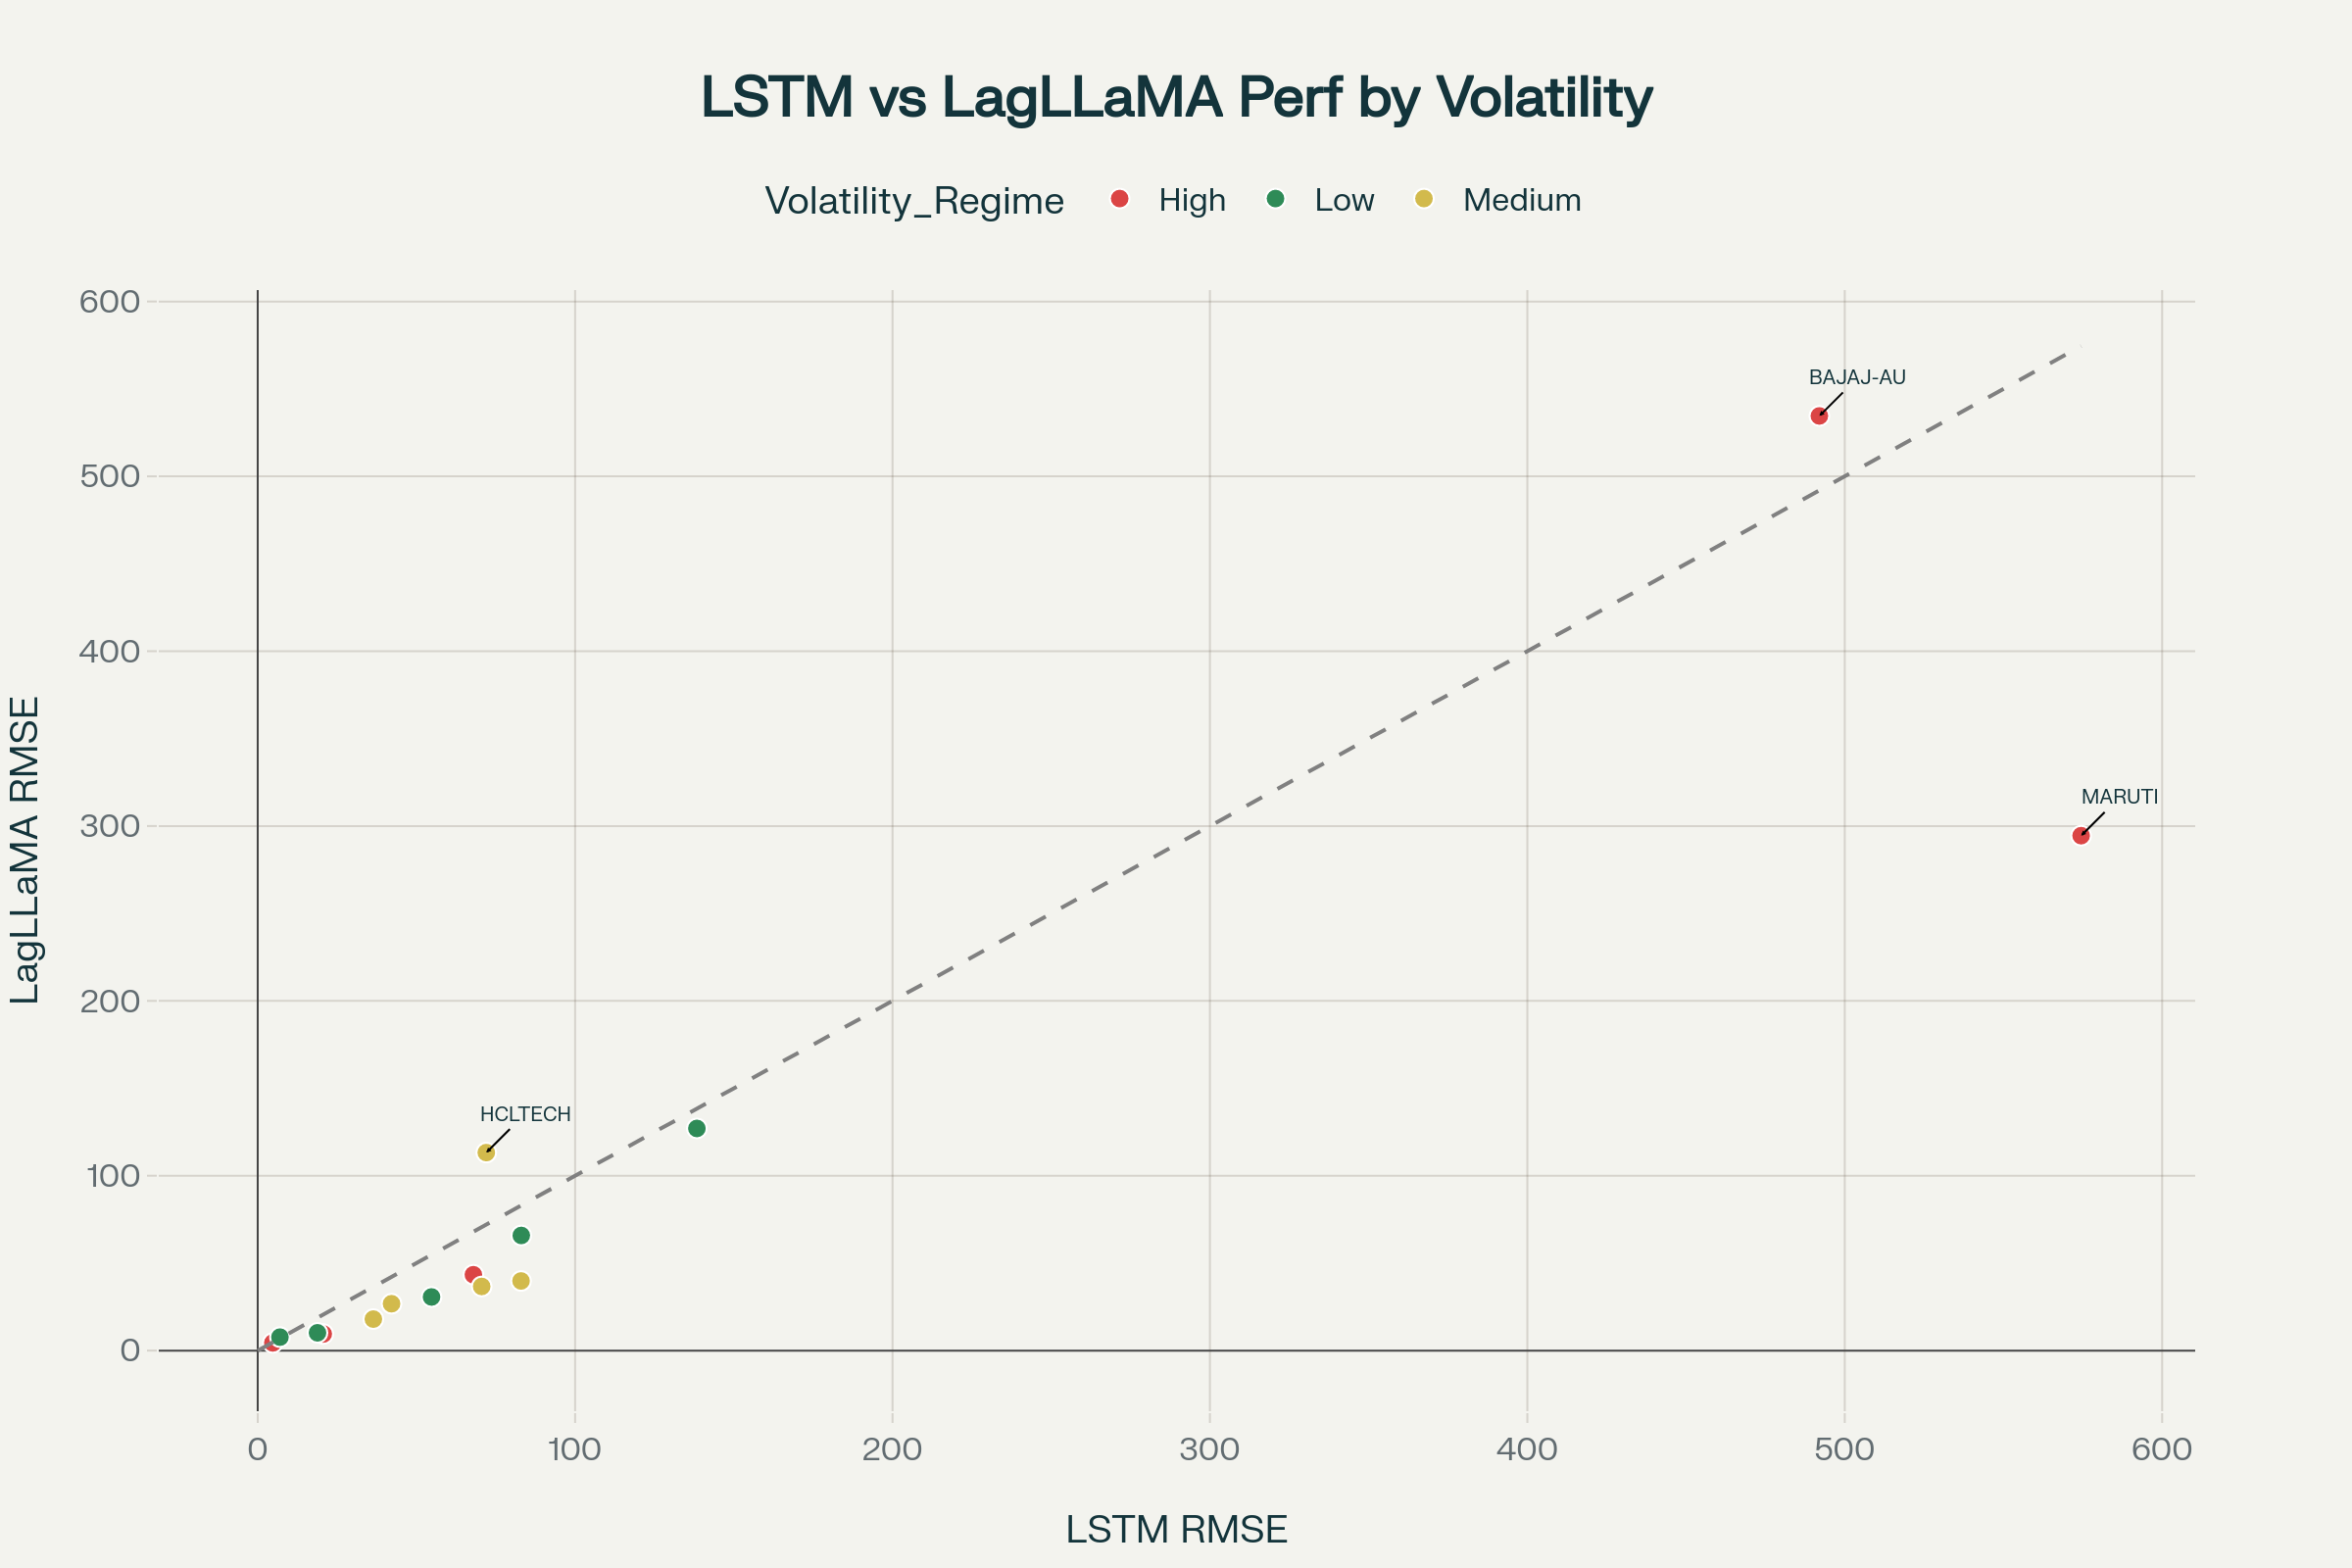 LSTM vs LagLLaMA Perf by Volatility
Volatility_Regime High Low Medium
600
500
400
300
200
100
0
LagLLaMA RMSE
BAJAJ-AU
MARUTI
HCLTECH
0 100 200 300 400 500 600
LSTM RMSE